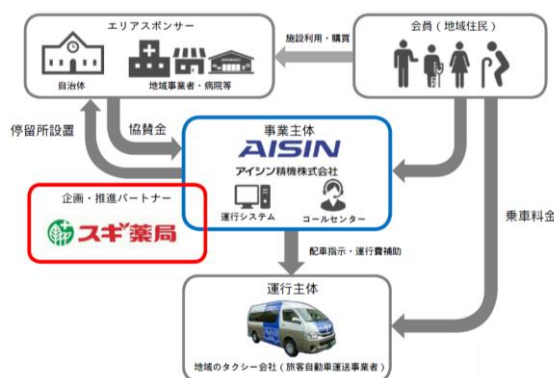 エリアスポンサー
自治体
地域事業者・病院等
施設利用・購買
会員(地域住民)
停留所設置
協賛金
事業主体
AISIN
アイシン精機株式会社
運行システム
コールセンター
企画・推進パートナー
スギ薬局
乗車料金
配車指示・運行費補助
運行主体
地域のタクシー会社(旅客自動車運送事業者)